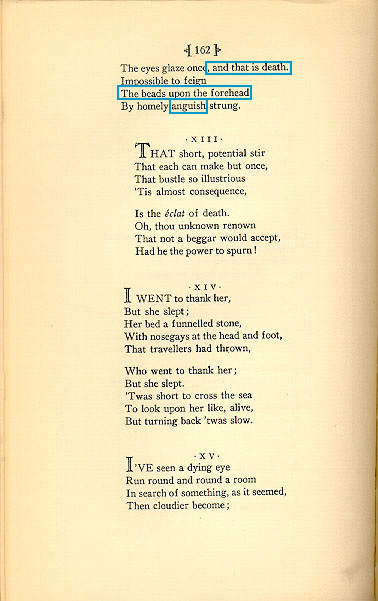 162
The eyes glaze once, and that is death.
Impossible to feign
The beads upon the forehead
By homely anguish strung.
· X I I I ·
THAT short, potential stir
That each can make but once,
That bustle so illustrious
'Tis almost consequence,
Is the éclat of death.
Oh, thou unknown renown
That not a beggar would accept,
Had he the power to spurn!
· X I V ·
I WENT to thank her,
But she slept;
Her bed a funnelled stone,
With nosegays at the head and foot,
That travellers had thrown,
Who went to thank her;
But she slept.
'Twas short to cross the sea
To look upon her like, alive,
But turning back 'twas slow.
· X V ·
I'VE seen a dying eye
Run round and round a room
In search of something, as it seemed,
Then cloudier become;